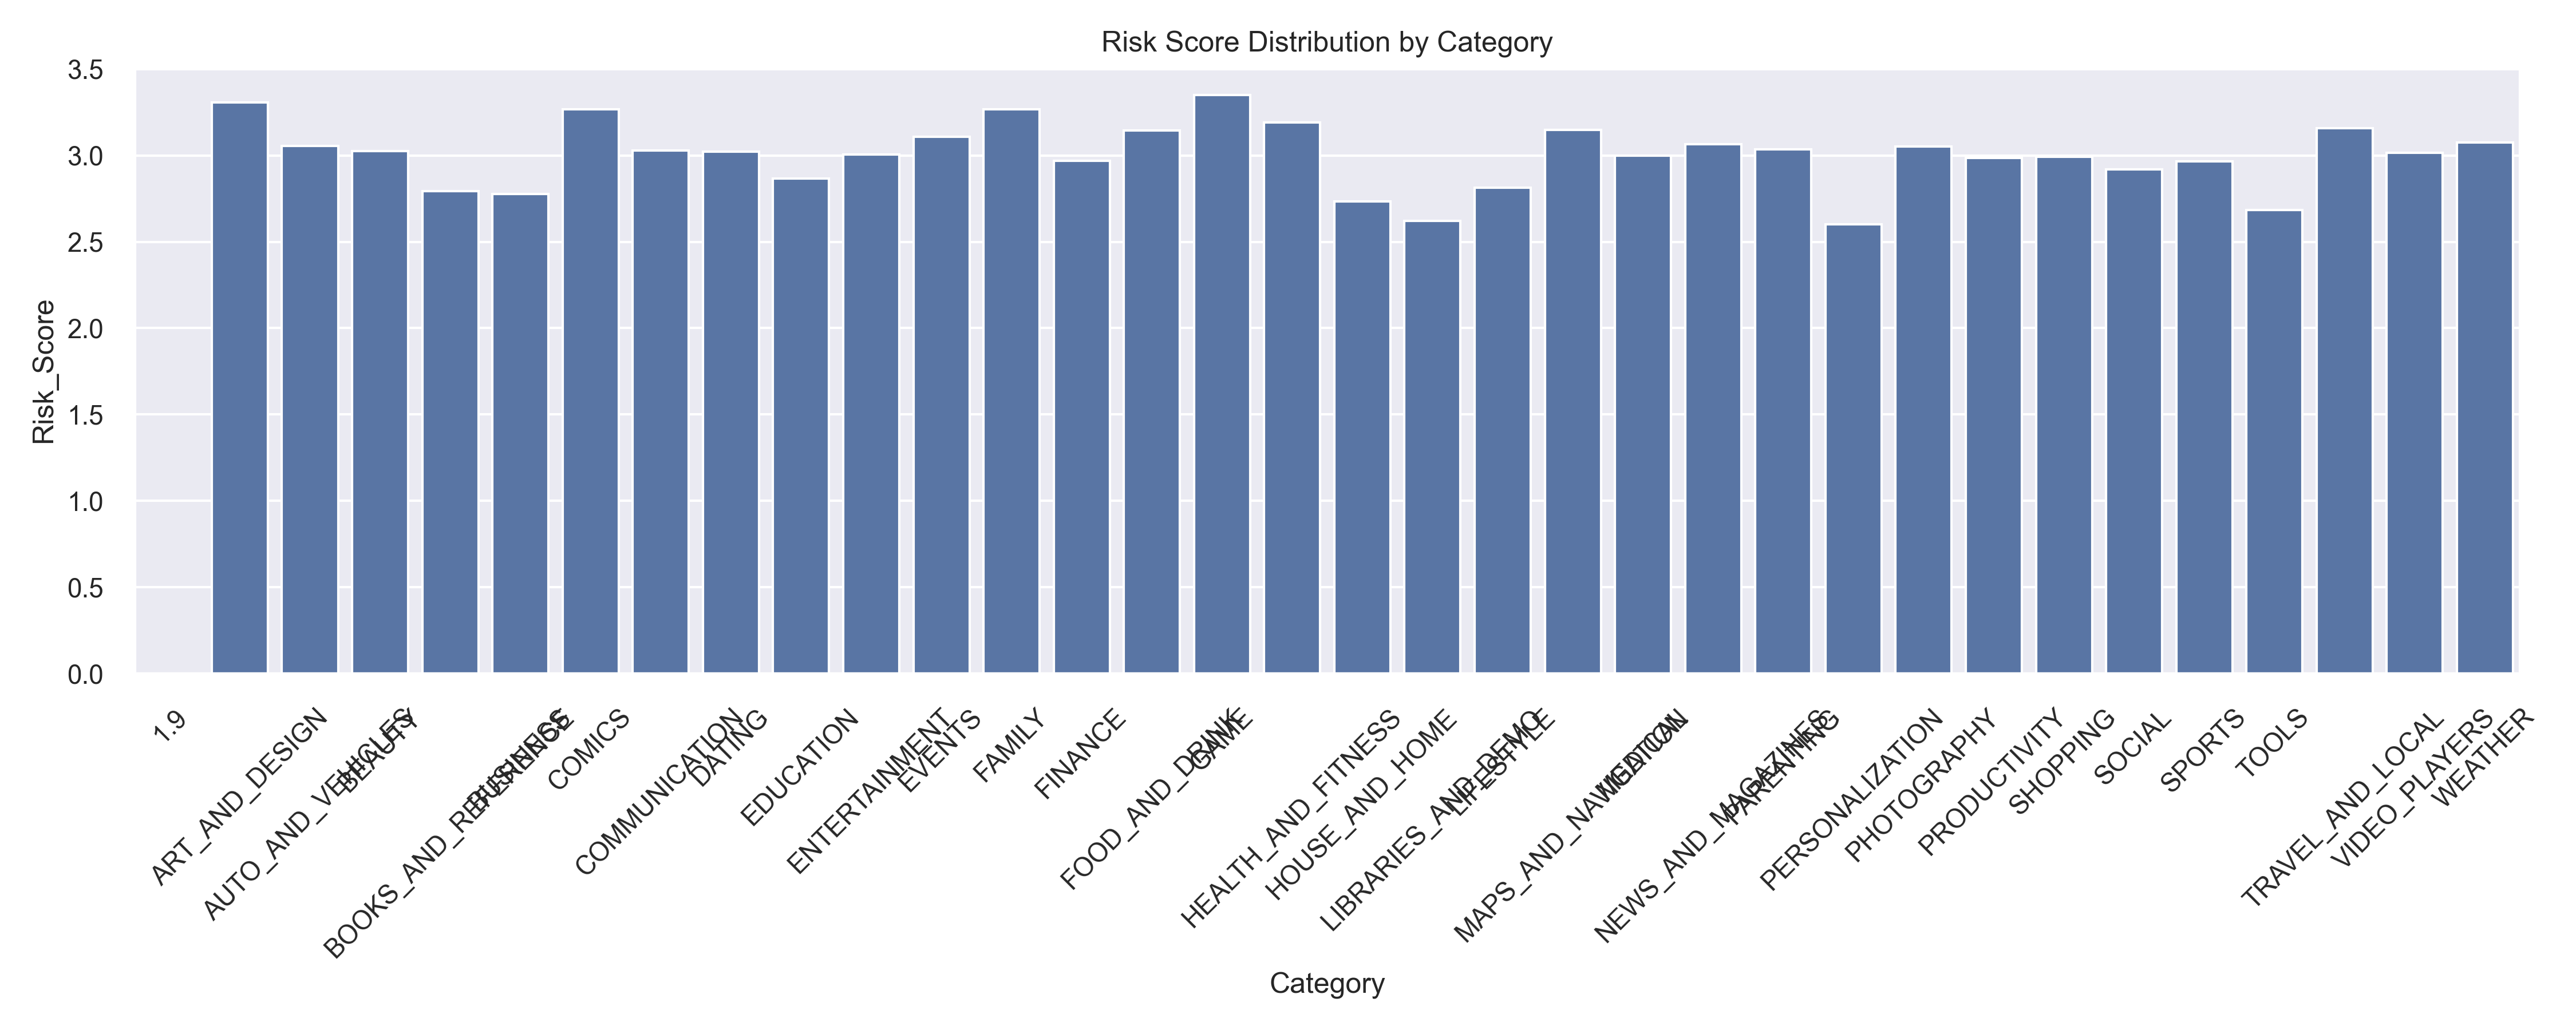 Risk Score Distribution by Category
Risk_Score
3.5
3.0
2.5
2.0
1.5
1.0
0.5
0.0
1.9
ART_AND_DESIGN
AUTO_AND_VEHICLES
BEAUTY
BOOKS_AND_REFERENCE
BUSINESS
COMICS
COMMUNICATION
DATING
EDUCATION
ENTERTAINMENT
EVENTS
FAMILY
FINANCE
FOOD_AND_DRINK
GAME
HEALTH_AND_FITNESS
HOUSE_AND_HOME
LIBRARIES_AND_DEMO
LIFESTYLE
MAPS_AND_NAVIGATION
MEDICAL
NEWS_AND_MAGAZINES
PARENTING
PERSONALIZATION
PHOTOGRAPHY
PRODUCTIVITY
SHOPPING
SOCIAL
SPORTS
TOOLS
TRAVEL_AND_LOCAL
VIDEO_PLAYERS
WEATHER
Category